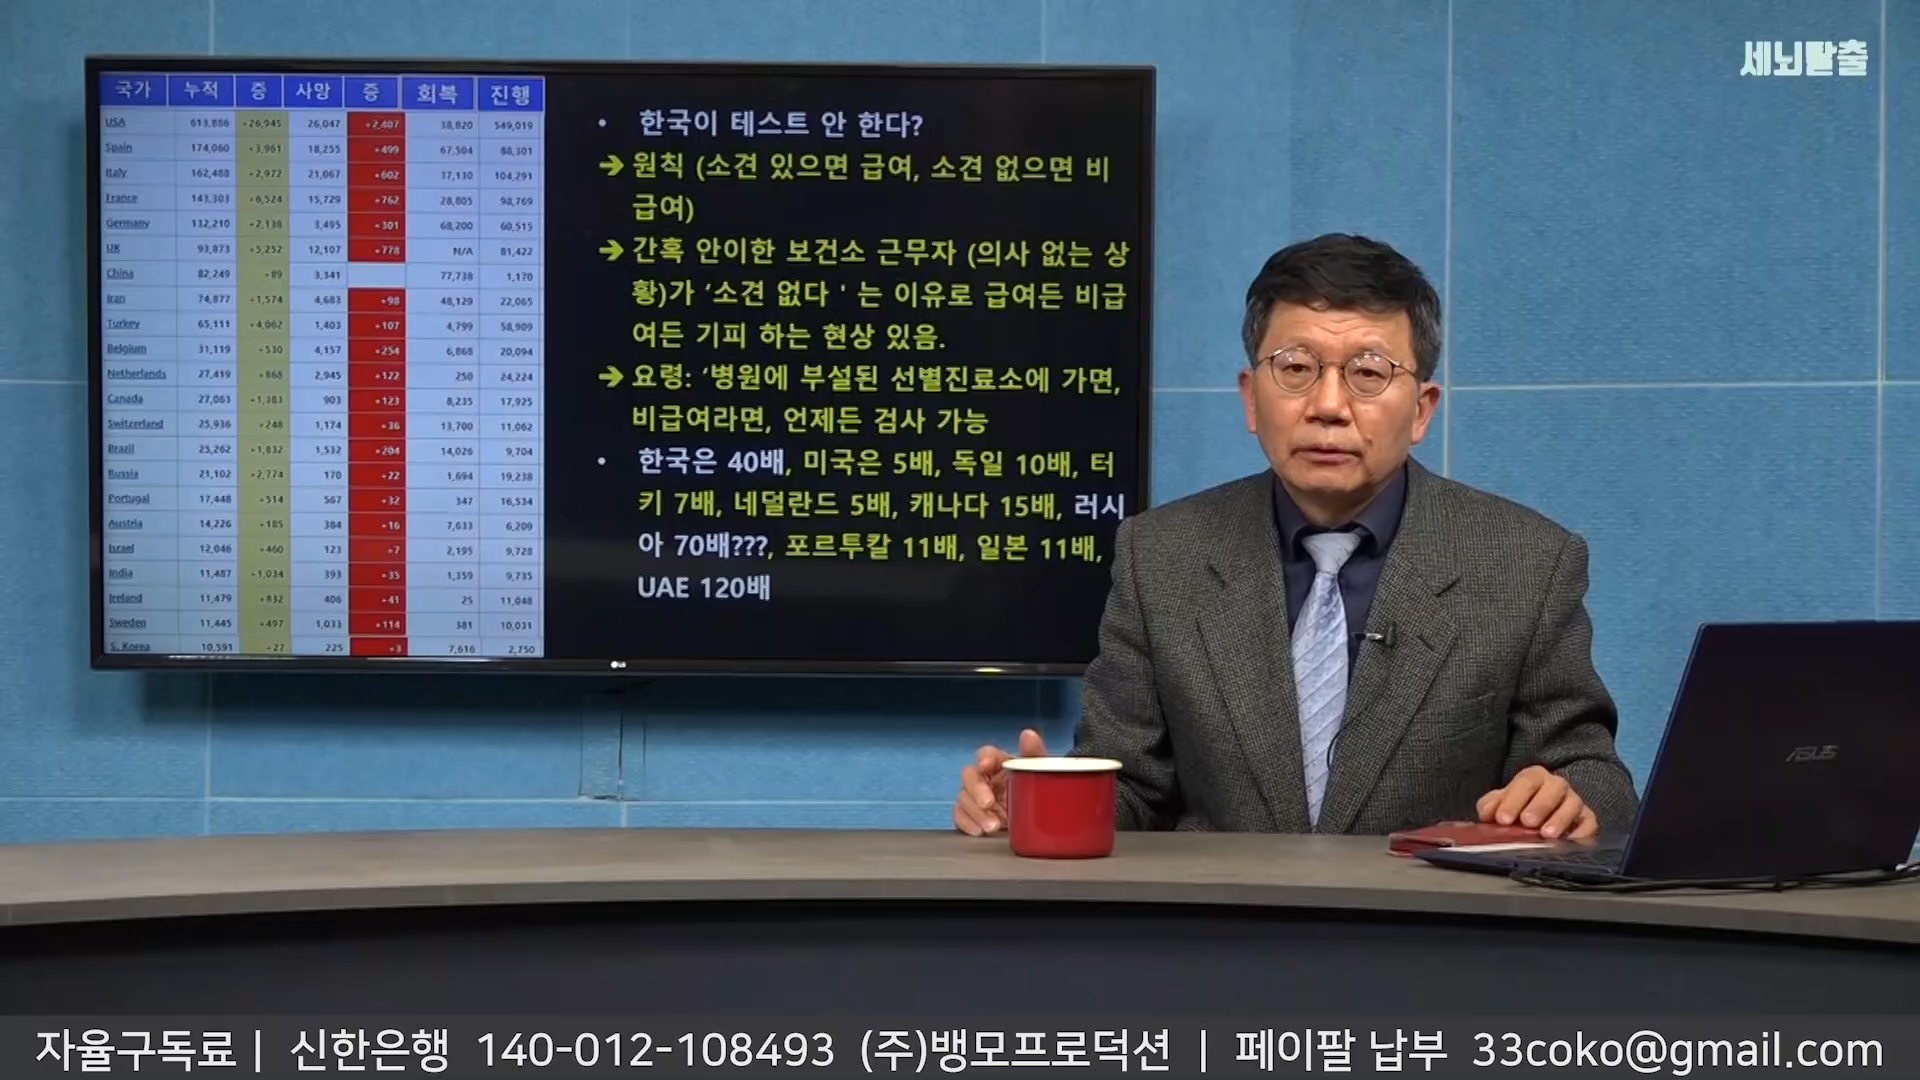 세뇌탈출
국가 누적 증 사망 증 회복 진행
USA 613,886 +26,945 26,047 +2,407 38,820 549,019
Spain 174,060 +3,961 18,255 +499 67,504 88,301
Italy 162,488 +2,972 21,067 +602 37,130 104,291
France 143,303 +6,524 15,729 +762 28,805 98,769
Germany 132,210 +2,138 3,495 +301 68,200 60,515
UK 93,873 +5,252 12,107 +778 N/A 81,422
China 82,249 +89 3,341 77,738 1,170
Iran 74,877 +1,574 4,683 +98 48,129 22,065
Turkey 65,111 +4,062 1,403 +107 4,799 58,909
Belgium 31,119 +530 4,157 +254 6,868 20,094
Netherlands 27,419 +868 2,945 +122 250 24,224
Canada 27,063 +1,383 903 +123 8,235 17,925
Switzerland 25,936 +248 1,174 +36 13,700 11,062
Brazil 25,262 +1,832 1,532 +204 14,026 9,704
Russia 21,102 +2,774 170 +22 1,694 19,238
Portugal 17,448 +514 567 +32 347 16,534
Austria 14,226 +185 384 +16 7,633 6,209
Israel 12,046 +460 123 +7 2,195 9,728
India 11,487 +1,034 393 +35 1,359 9,735
Ireland 11,479 +832 406 +41 25 11,048
Sweden 11,445 +497 1,033 +114 381 10,031
S. Korea 10,591 +27 225 +3 7,616 2,750
• 한국이 테스트 안 한다?
➔ 원칙 (소견 있으면 급여, 소견 없으면 비
급여)
➔ 간혹 안이한 보건소 근무자 (의사 없는 상
황)가 ‘소견 없다 ' 는 이유로 급여든 비급
여든 기피 하는 현상 있음.
➔ 요령: ‘병원에 부설된 선별진료소에 가면,
비급여라면, 언제든 검사 가능
• 한국은 40배, 미국은 5배, 독일 10배, 터
키 7배, 네덜란드 5배, 캐나다 15배, 러시
아 70배???, 포르투칼 11배, 일본 11배,
UAE 120배
LG
ASUS
자율구독료 | 신한은행 140-012-108493 (주)뱅모프로덕션 | 페이팔 납부 33coko@gmail.com